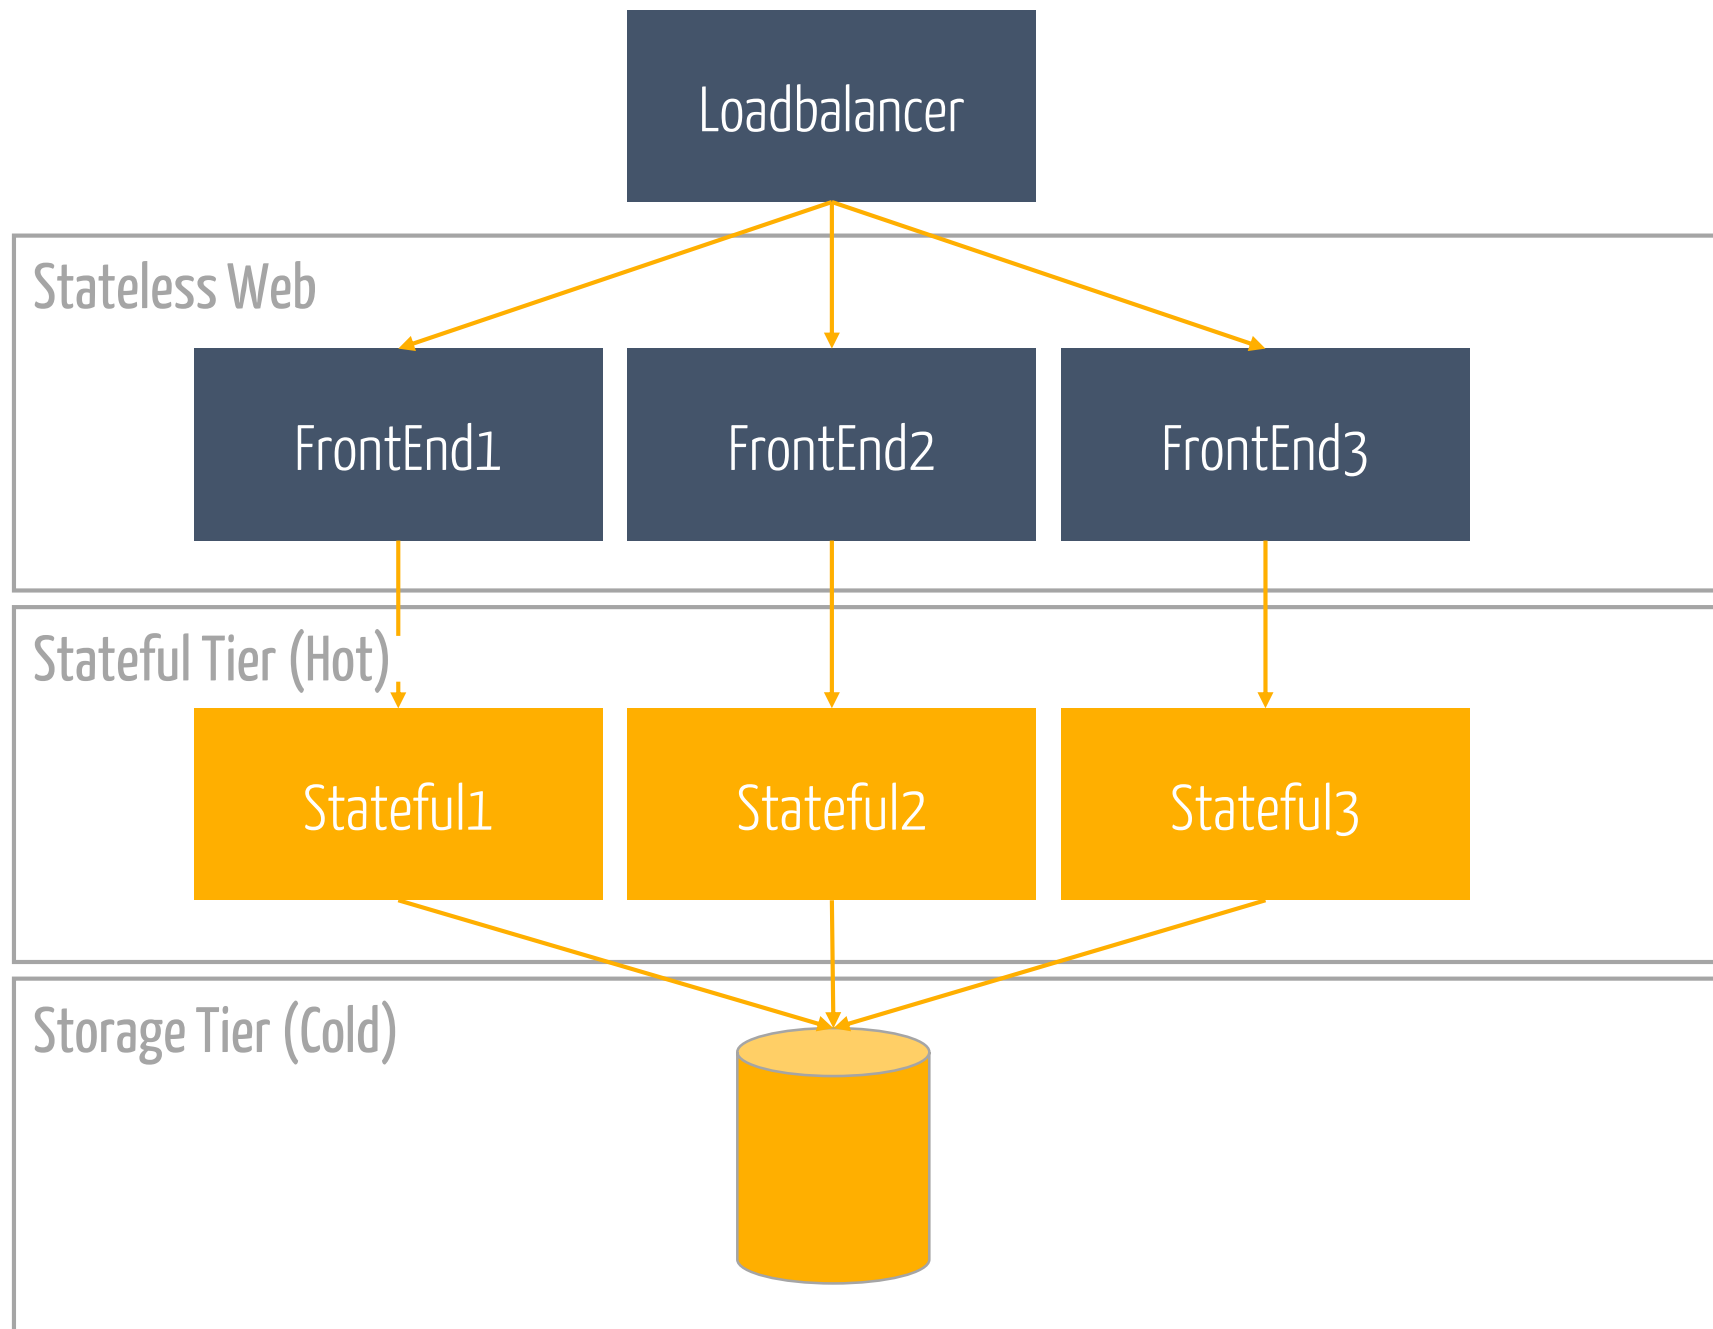 Loadbalancer
Stateless Web
FrontEnd1
FrontEnd2
FrontEnd3
Stateful Tier (Hot)
Stateful1
Stateful2
Stateful3
Storage Tier (Cold)